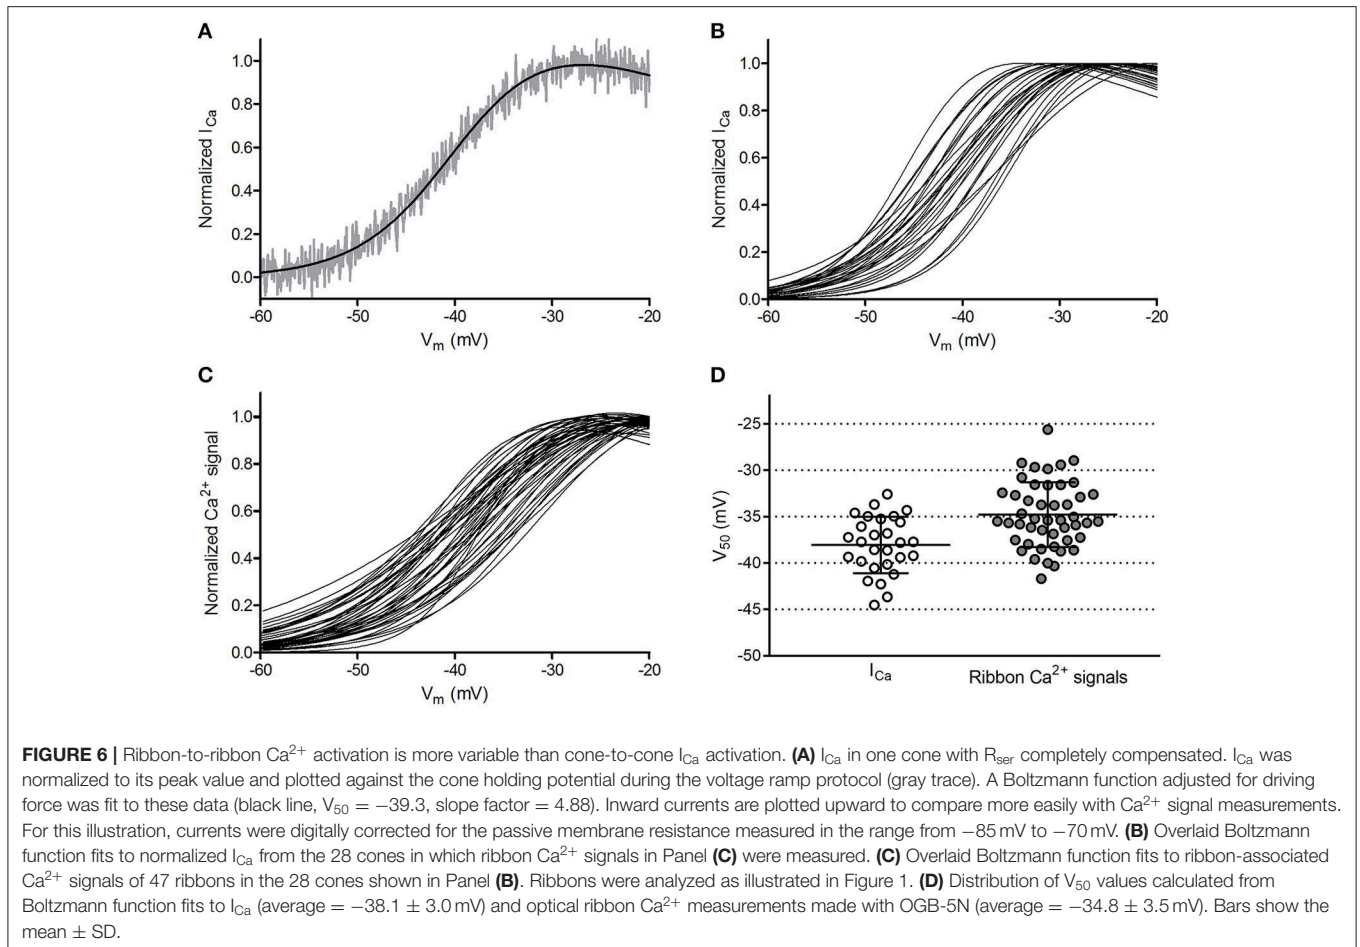 A
1.0
0.8
0.6
0.4
0.2
0.0
Normalized I_Ca
-60 -50 -40 -30 -20
V_m (mV)
B
1.0
0.8
0.6
0.4
0.2
0.0
Normalized I_Ca
-60 -50 -40 -30 -20
V_m (mV)
C
1.0
0.8
0.6
0.4
0.2
0.0
Normalized Ca²⁺ signal
-60 -50 -40 -30 -20
V_m (mV)
D
-25
-30
-35
-40
-45
-50
V₅₀ (mV)
I_Ca Ribbon Ca²⁺ signals
FIGURE 6 | Ribbon-to-ribbon Ca²⁺ activation is more variable than cone-to-cone I_Ca activation. (A) I_Ca in one cone with R_ser completely compensated. I_Ca was
normalized to its peak value and plotted against the cone holding potential during the voltage ramp protocol (gray trace). A Boltzmann function adjusted for driving
force was fit to these data (black line, V₅₀ = −39.3, slope factor = 4.88). Inward currents are plotted upward to compare more easily with Ca²⁺ signal measurements.
For this illustration, currents were digitally corrected for the passive membrane resistance measured in the range from −85 mV to −70 mV. (B) Overlaid Boltzmann
function fits to normalized I_Ca from the 28 cones in which ribbon Ca²⁺ signals in Panel (C) were measured. (C) Overlaid Boltzmann function fits to ribbon-associated
Ca²⁺ signals of 47 ribbons in the 28 cones shown in Panel (B). Ribbons were analyzed as illustrated in Figure 1. (D) Distribution of V₅₀ values calculated from
Boltzmann function fits to I_Ca (average = −38.1 ± 3.0 mV) and optical ribbon Ca²⁺ measurements made with OGB-5N (average = −34.8 ± 3.5 mV). Bars show the
mean ± SD.